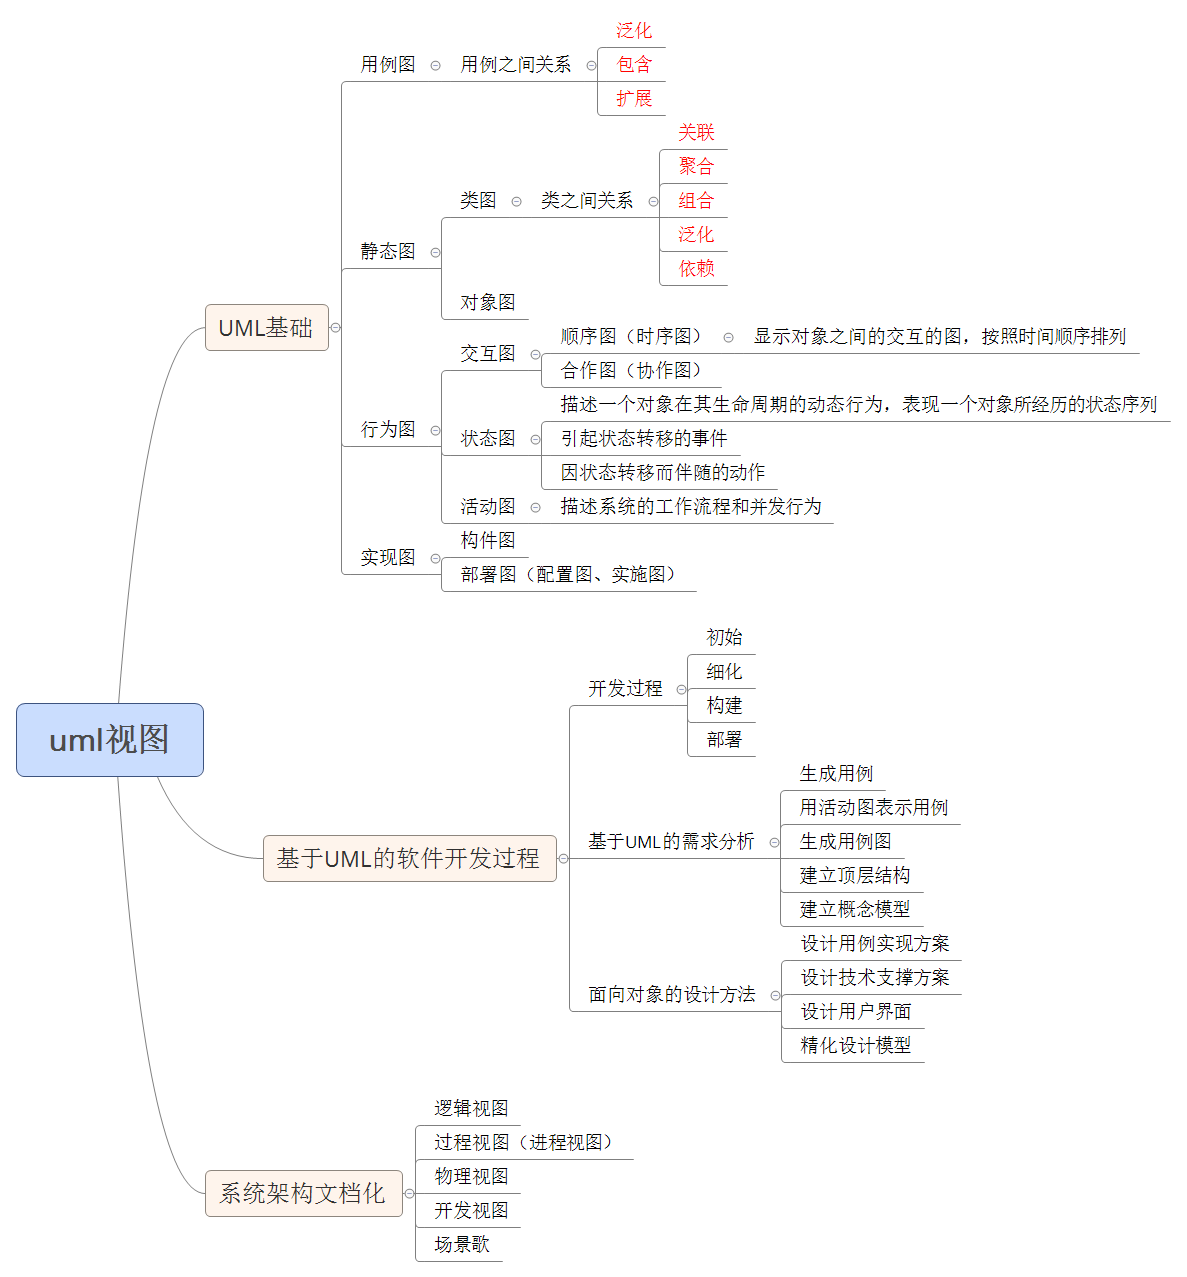 uml视图
UML基础
用例图
用例之间关系
泛化
包含
扩展
静态图
类图
类之间关系
关联
聚合
组合
泛化
依赖
对象图
行为图
交互图
顺序图（时序图）
显示对象之间的交互的图，按照时间顺序排列
合作图（协作图）
状态图
描述一个对象在其生命周期的动态行为，表现一个对象所经历的状态序列
引起状态转移的事件
因状态转移而伴随的动作
活动图
描述系统的工作流程和并发行为
实现图
构件图
部署图（配置图、实施图）
基于UML的软件开发过程
开发过程
初始
细化
构建
部署
基于UML的需求分析
生成用例
用活动图表示用例
生成用例图
建立顶层结构
建立概念模型
面向对象的设计方法
设计用例实现方案
设计技术支撑方案
设计用户界面
精化设计模型
系统架构文档化
逻辑视图
过程视图（进程视图）
物理视图
开发视图
场景歌